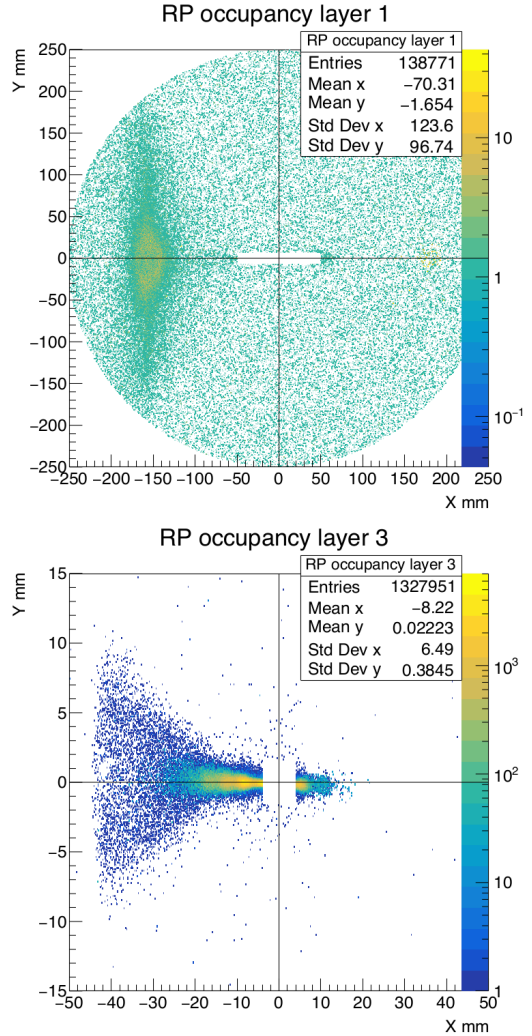 RP occupancy layer 1
Y mm
RP occupancy layer 1
Entries 138771
Mean x −70.31
Mean y −1.654
Std Dev x 123.6
Std Dev y 96.74
250
200
150
100
50
0
−50
−100
−150
−200
−250
−250 −200 −150 −100 −50 0 50 100 150 200
X mm
10
1
10⁻¹
RP occupancy layer 3
Y mm
RP occupancy layer 3
Entries 1327951
Mean x −8.22
Mean y 0.02223
Std Dev x 6.49
Std Dev y 0.3845
15
10
5
0
−5
−10
−15
−50 −40 −30 −20 −10 0 10 20 30 40 50
X mm
10³
10²
10
1